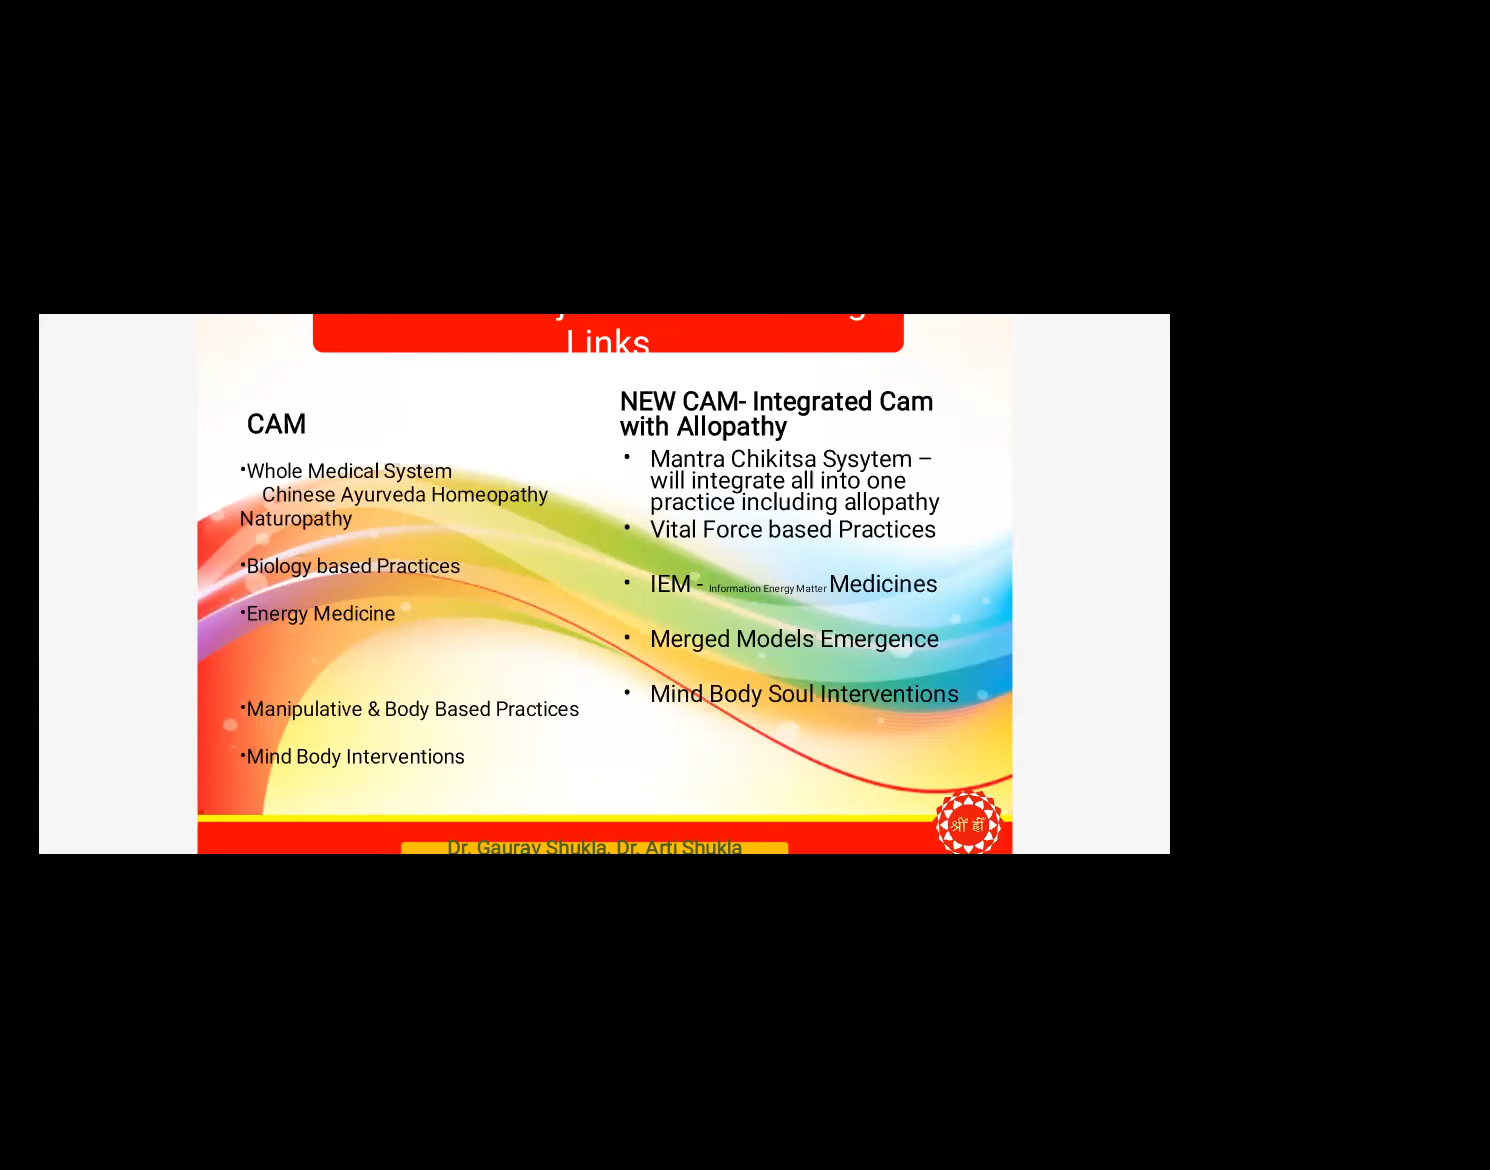 Links
CAM
•Whole Medical System
Chinese Ayurveda Homeopathy
Naturopathy
•Biology based Practices
•Energy Medicine
•Manipulative & Body Based Practices
•Mind Body Interventions
NEW CAM- Integrated Cam
with Allopathy
• Mantra Chikitsa Sysytem –
will integrate all into one
practice including allopathy
• Vital Force based Practices
• IEM - Information Energy Matter Medicines
• Merged Models Emergence
• Mind Body Soul Interventions
श्रीं ह्रीं
Dr. Gaurav Shukla, Dr. Arti Shukla